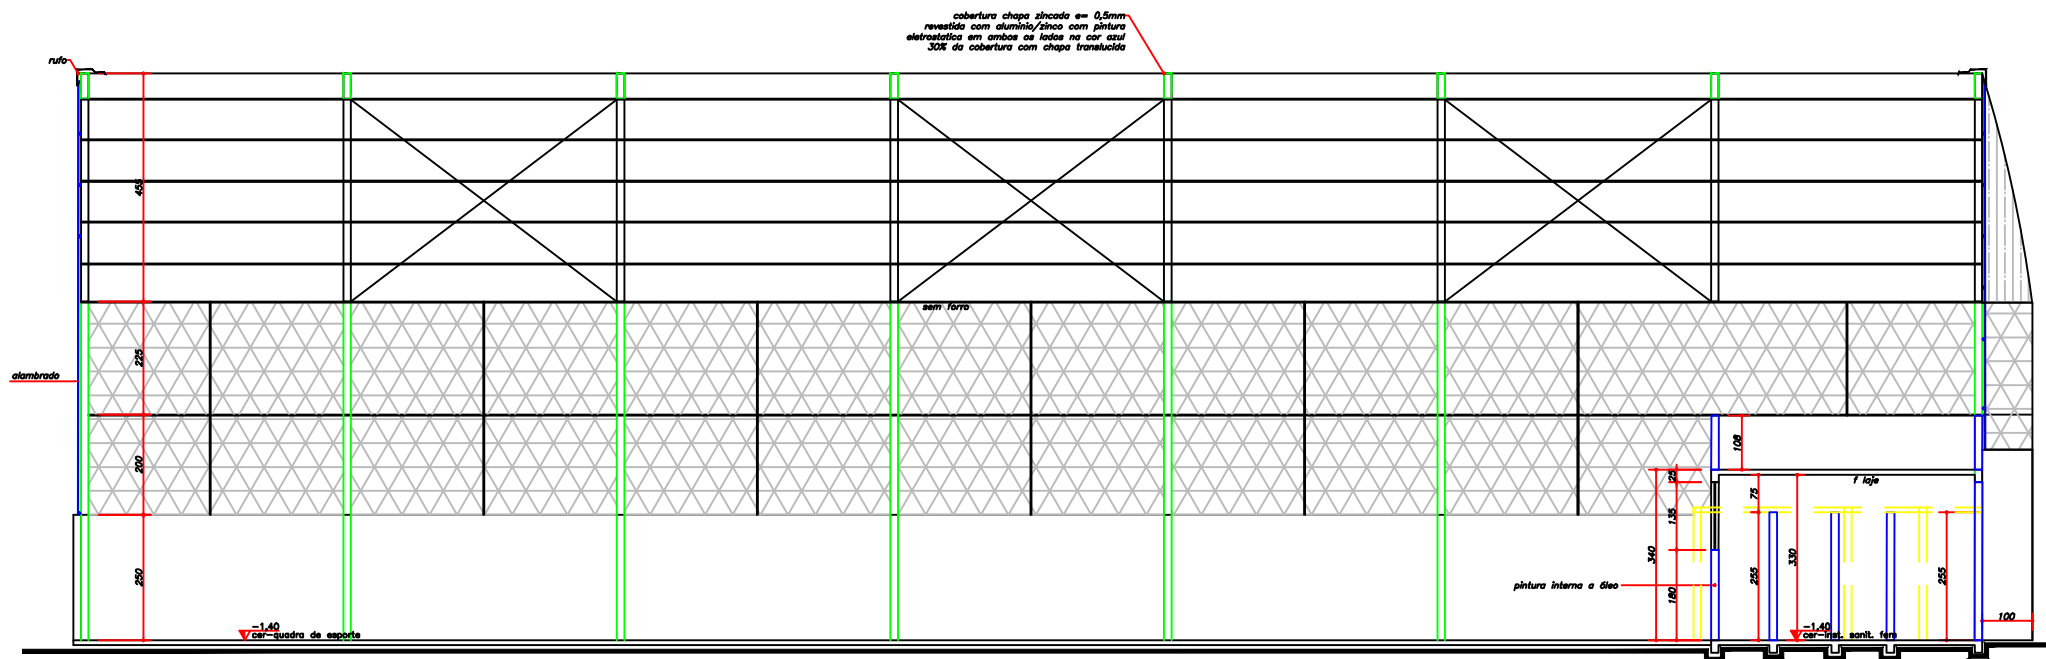 cobertura chapa zincada e= 0,5mm
revestida com aluminio/zinco com pintura
eletrostatica em ambos os lados na cor azul
30% da cobertura com chapa translucida
rufo
455
sem forro
225
alambrado
108
200
25
f laje
75
135
340
330
255
255
250
pintura interna a óleo
180
100
-1,40
cer-quadra de esporte
-1,40
cer-inst. sanit. fem